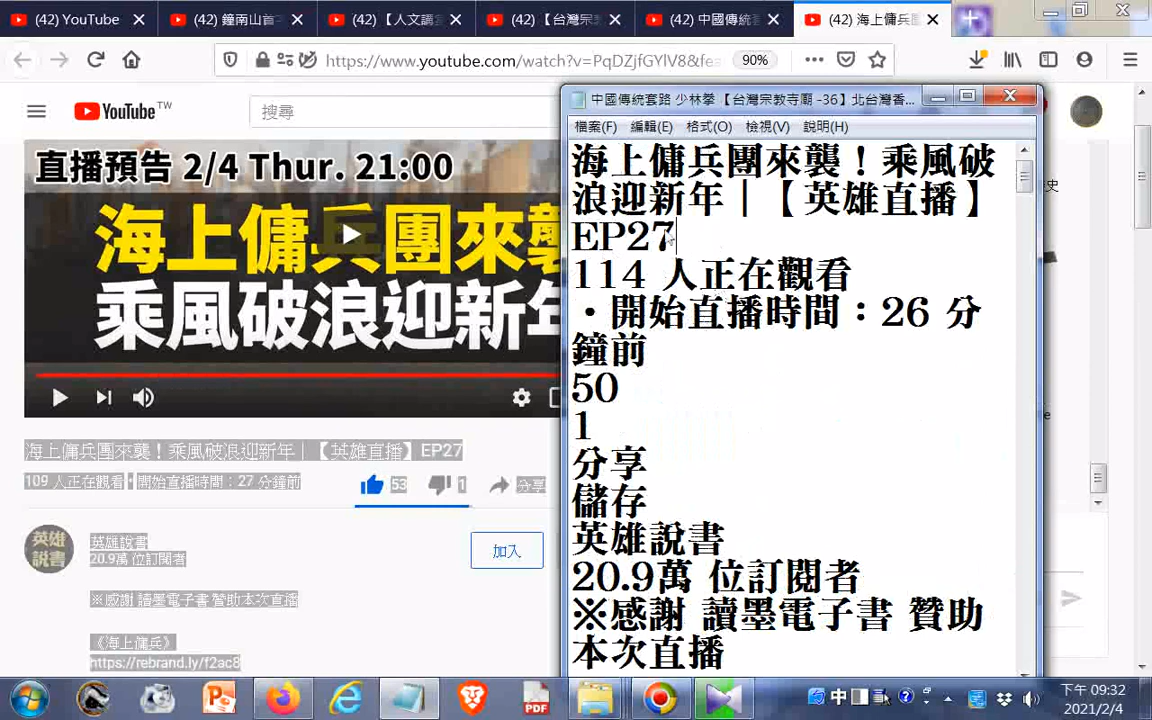 (42) YouTube
(42) 鐘南山首
(42) 【人文講
(42) 【台灣宗
(42) 中國傳統
(42) 海上傭兵團
https://www.youtube.com/watch?v=PqDZjfGYlV8&fea
90%
YouTube TW
搜尋
直播預告 2/4 Thur. 21:00
海上傭兵團來襲
乘風破浪迎新年
海上傭兵團來襲！乘風破浪迎新年｜【英雄直播】EP27
109 人正在觀看・開始直播時間：27 分鐘前
53
1
分享
英雄說書
英雄說書
20.9萬 位訂閱者
加入
※感謝 讀墨電子書 贊助本次直播
《海上傭兵》
https://rebrand.ly/f2ac8
中國傳統套路 少林拳【台灣宗教寺廟 -36】北台灣香...
檔案(F) 編輯(E) 格式(O) 檢視(V) 說明(H)
海上傭兵團來襲！乘風破
浪迎新年｜【英雄直播】
EP27
114 人正在觀看
・開始直播時間：26 分
鐘前
50
1
分享
儲存
英雄說書
20.9萬 位訂閱者
※感謝 讀墨電子書 贊助
本次直播
史
e
PDF
中
下午 09:32
2021/2/4